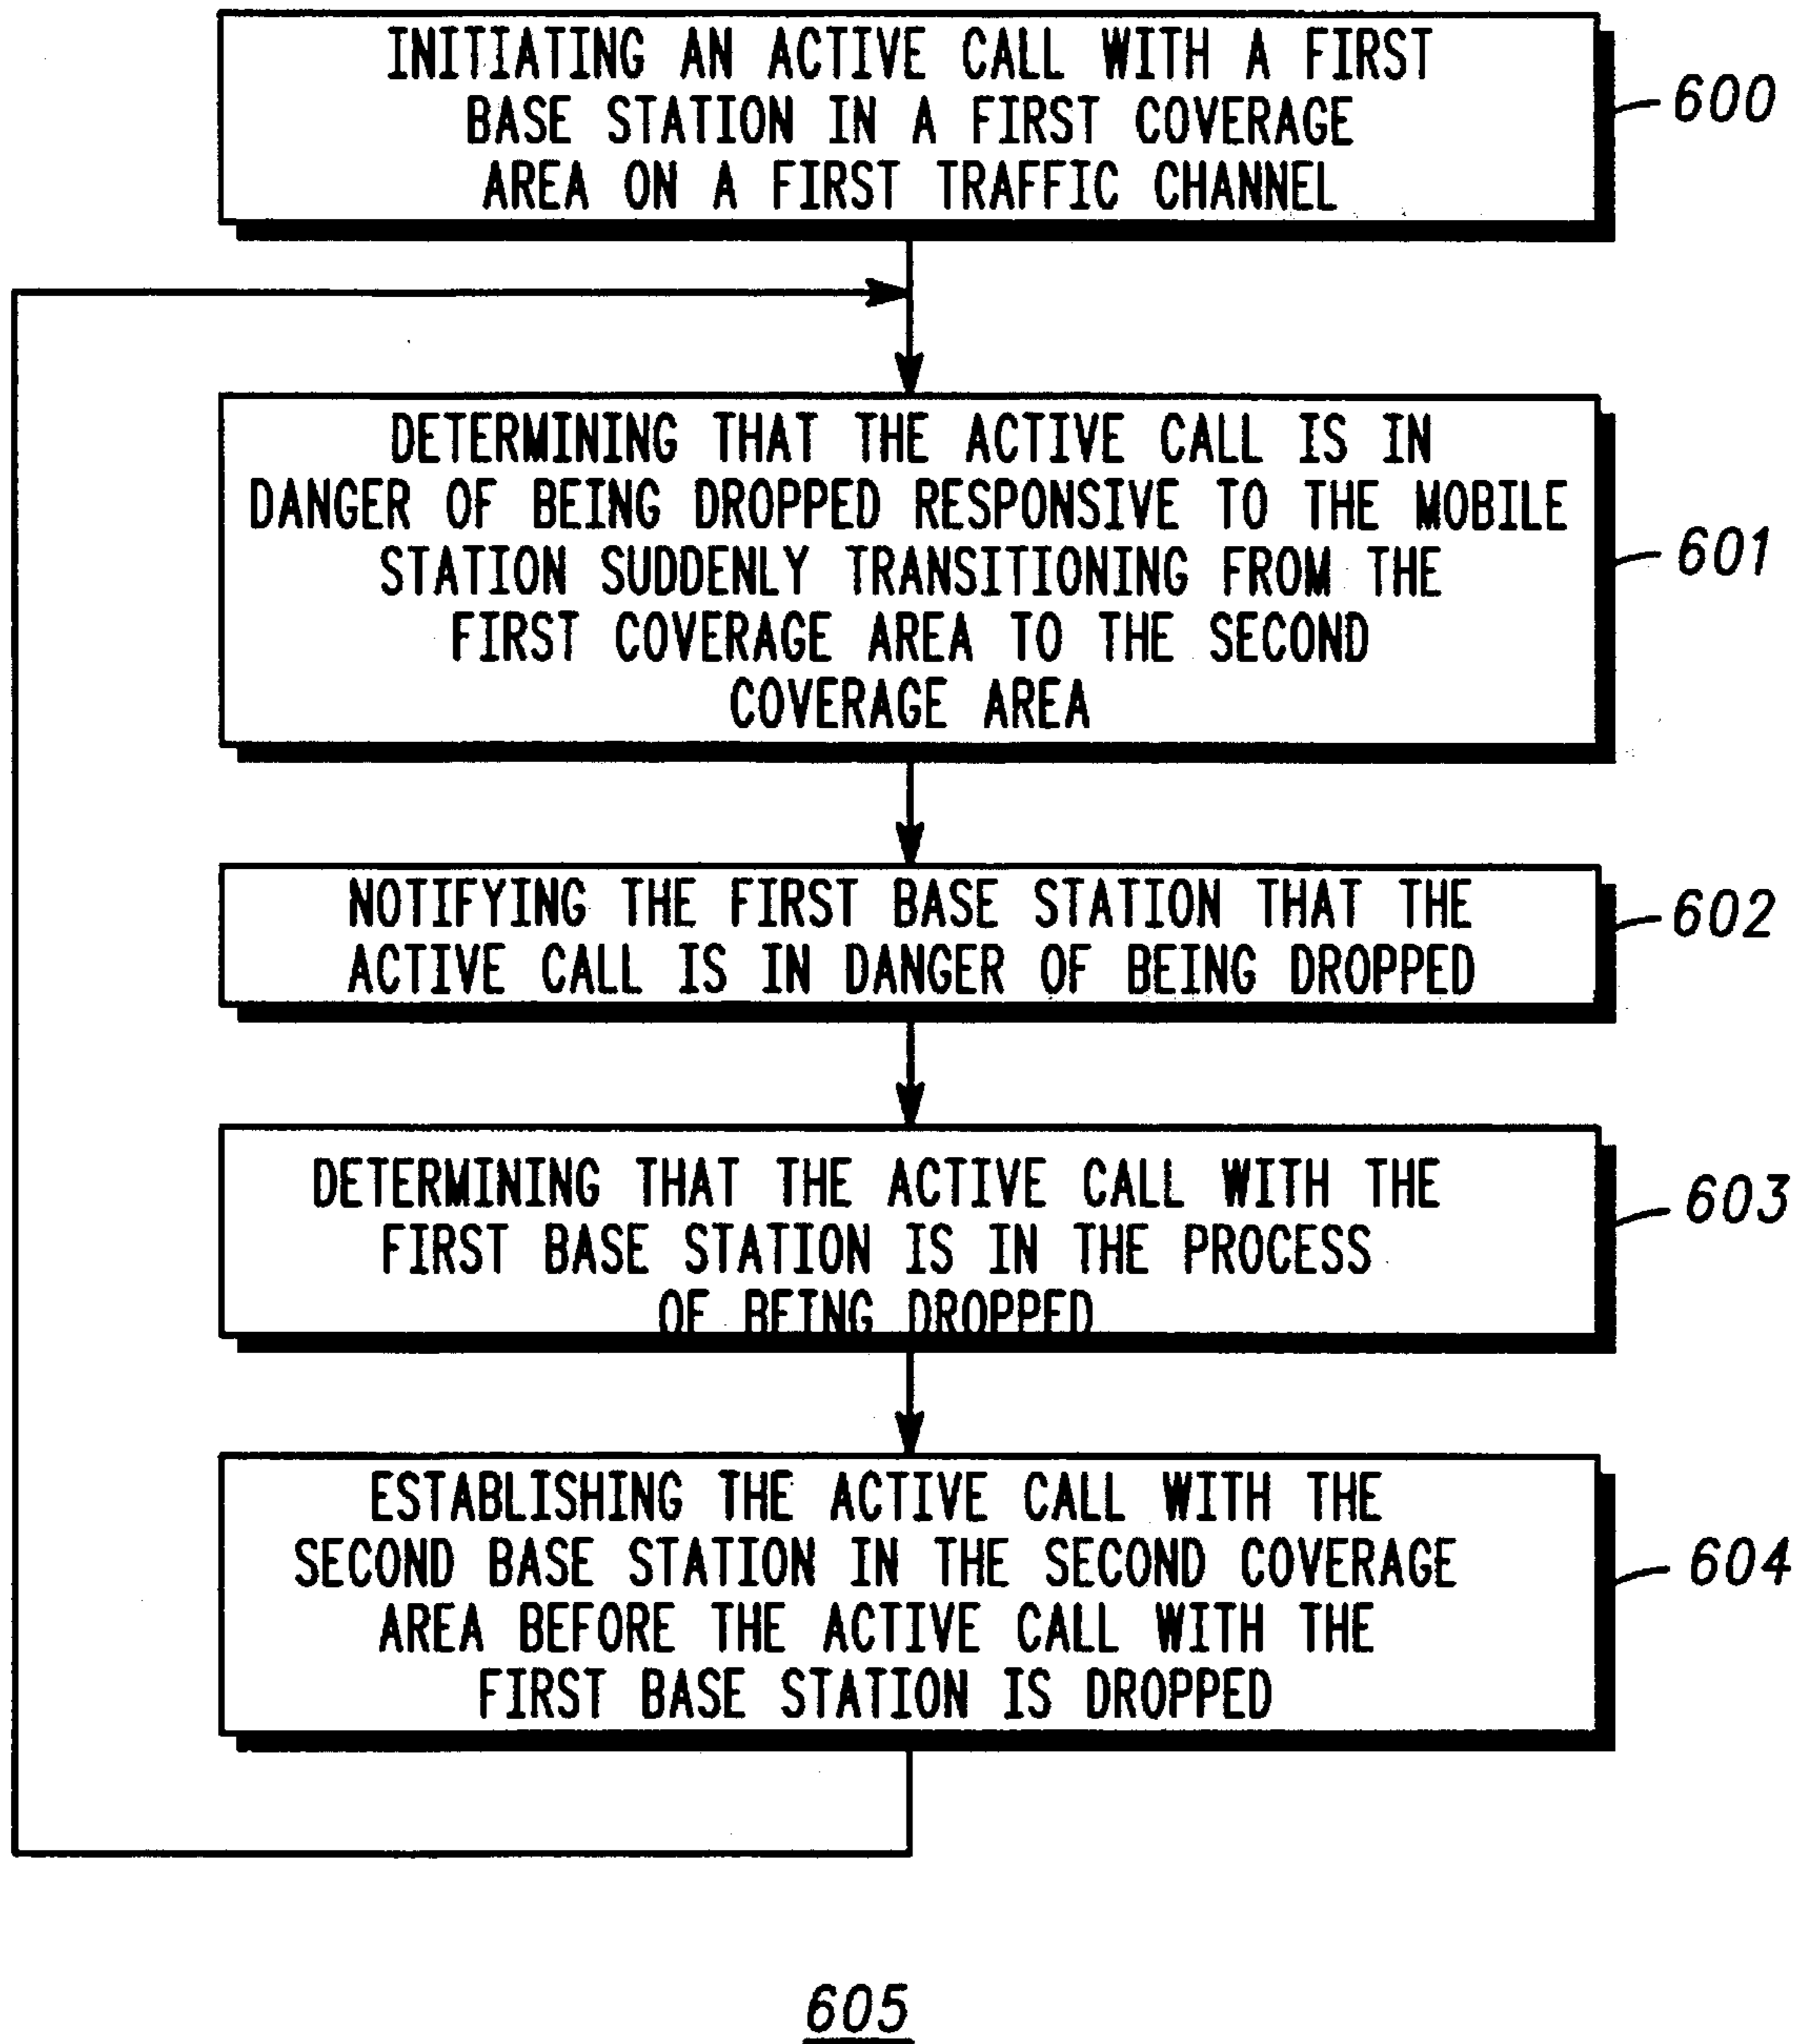 INITIATING AN ACTIVE CALL WITH A FIRST
BASE STATION IN A FIRST COVERAGE
AREA ON A FIRST TRAFFIC CHANNEL
600
DETERMINING THAT THE ACTIVE CALL IS IN
DANGER OF BEING DROPPED RESPONSIVE TO THE MOBILE
STATION SUDDENLY TRANSITIONING FROM THE
FIRST COVERAGE AREA TO THE SECOND
COVERAGE AREA
601
NOTIFYING THE FIRST BASE STATION THAT THE
ACTIVE CALL IS IN DANGER OF BEING DROPPED
602
DETERMINING THAT THE ACTIVE CALL WITH THE
FIRST BASE STATION IS IN THE PROCESS
OF BEING DROPPED
603
ESTABLISHING THE ACTIVE CALL WITH THE
SECOND BASE STATION IN THE SECOND COVERAGE
AREA BEFORE THE ACTIVE CALL WITH THE
FIRST BASE STATION IS DROPPED
604
605